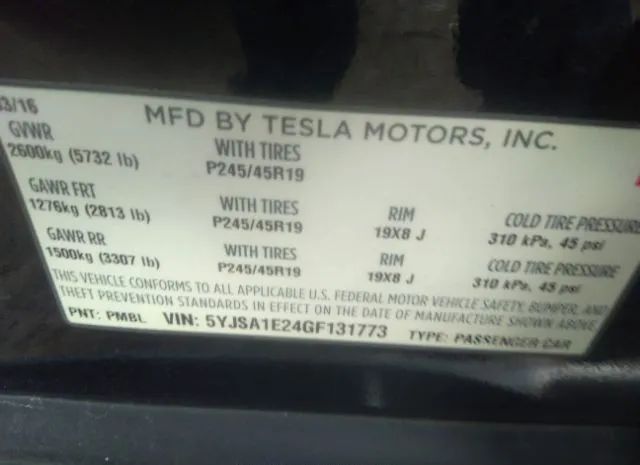 3/16 MFD BY TESLA MOTORS, INC.
GVWR WITH TIRES
2600kg (5732 lb) P245/45R19
GAWR FRT WITH TIRES RIM COLD TIRE PRESSURE
1276kg (2813 lb) P245/45R19 19X8 J 310 kPa, 45 psi
GAWR RR WITH TIRES RIM COLD TIRE PRESSURE
1500kg (3307 lb) P245/45R19 19X8 J 310 kPa, 45 psi
THIS VEHICLE CONFORMS TO ALL APPLICABLE U.S. FEDERAL MOTOR VEHICLE SAFETY, BUMPER, AND
THEFT PREVENTION STANDARDS IN EFFECT ON THE DATE OF MANUFACTURE SHOWN ABOVE.
PNT: PMBL VIN: 5YJSA1E24GF131773 TYPE: PASSENGER CAR